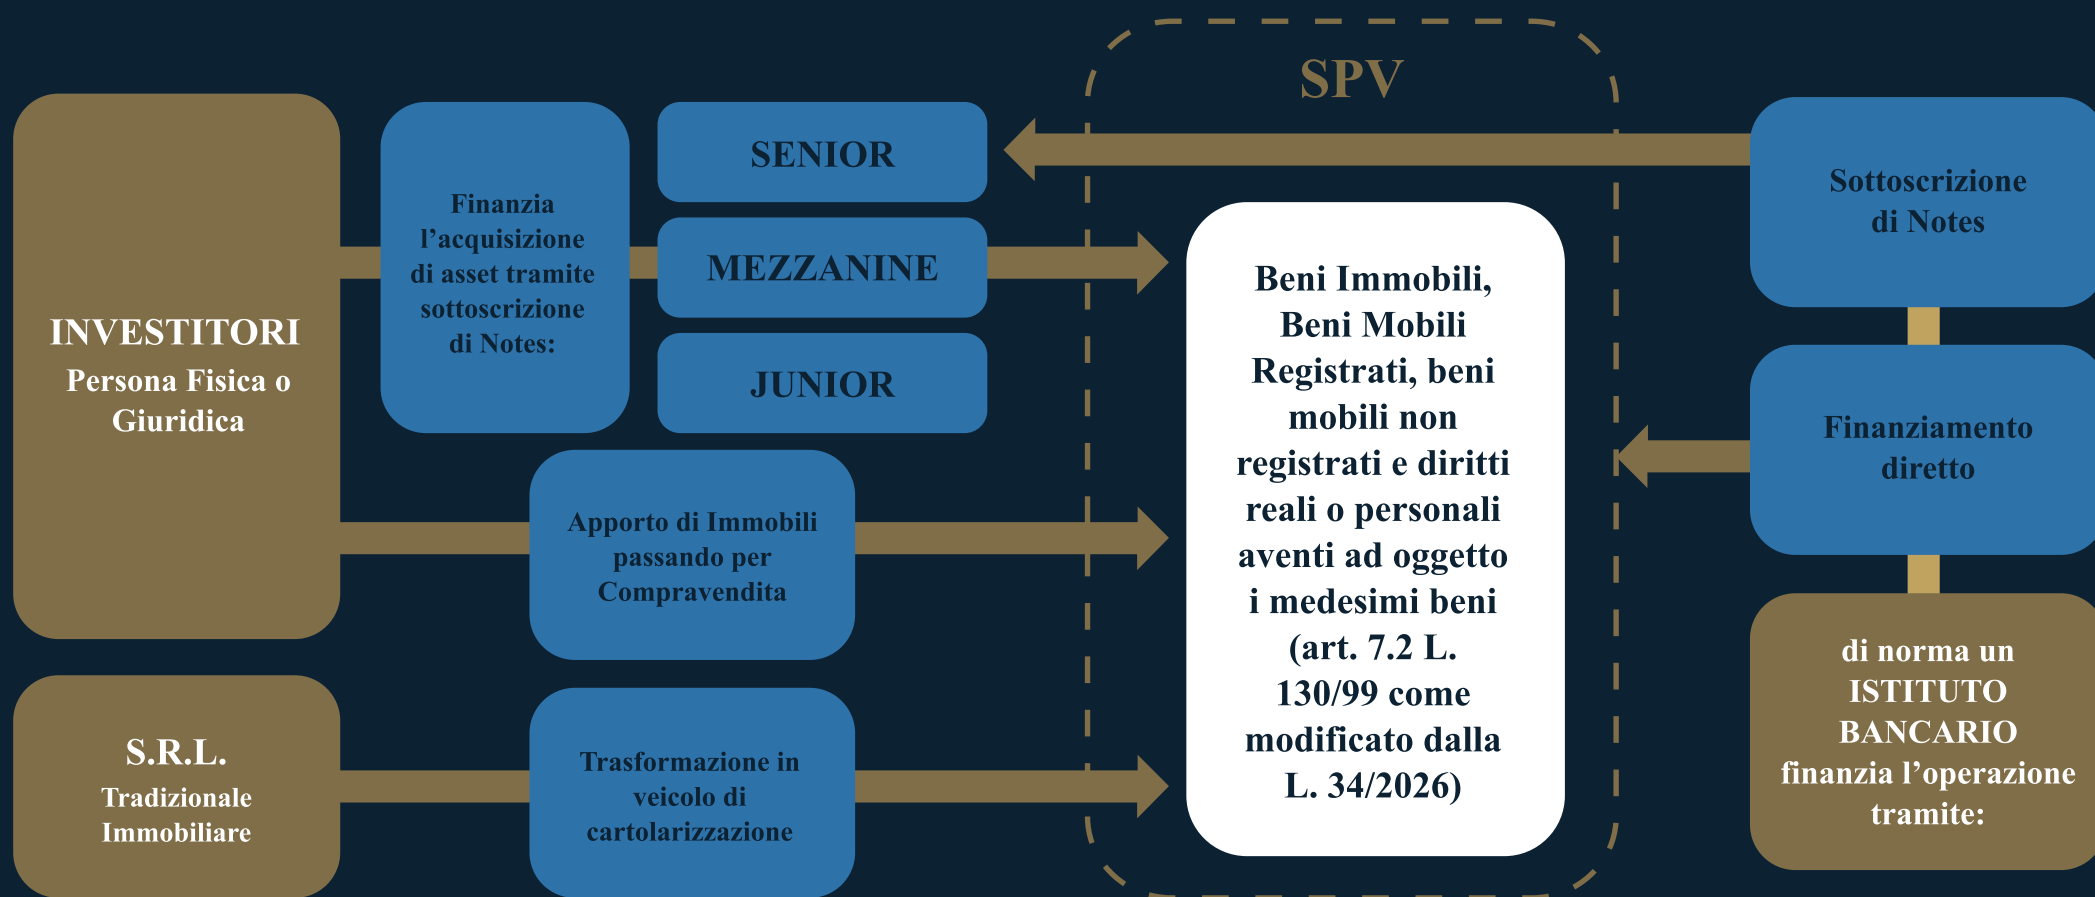 INVESTITORI
Persona Fisica o
Giuridica
Finanzia
l’acquisizione
di asset tramite
sottoscrizione
di Notes:
SENIOR
MEZZANINE
JUNIOR
Apporto di Immobili
passando per
Compravendita
S.R.L.
Tradizionale
Immobiliare
Trasformazione in
veicolo di
cartolarizzazione
SPV
Beni Immobili,
Beni Mobili
Registrati, beni
mobili non
registrati e diritti
reali o personali
aventi ad oggetto
i medesimi beni
(art. 7.2 L.
130/99 come
modificato dalla
L. 34/2026)
Sottoscrizione
di Notes
Finanziamento
diretto
di norma un
ISTITUTO
BANCARIO
finanzia l’operazione
tramite: